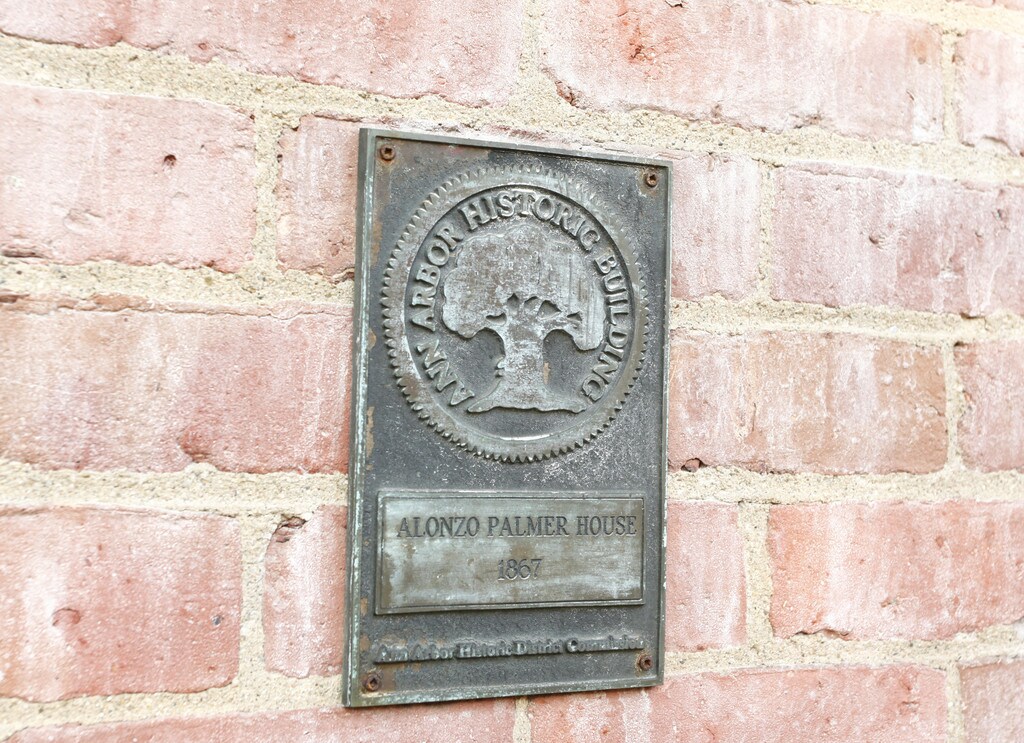 ANN ARBOR HISTORIC BUILDING
ALONZO PALMER HOUSE
1867
Ann Arbor Historic District Commission